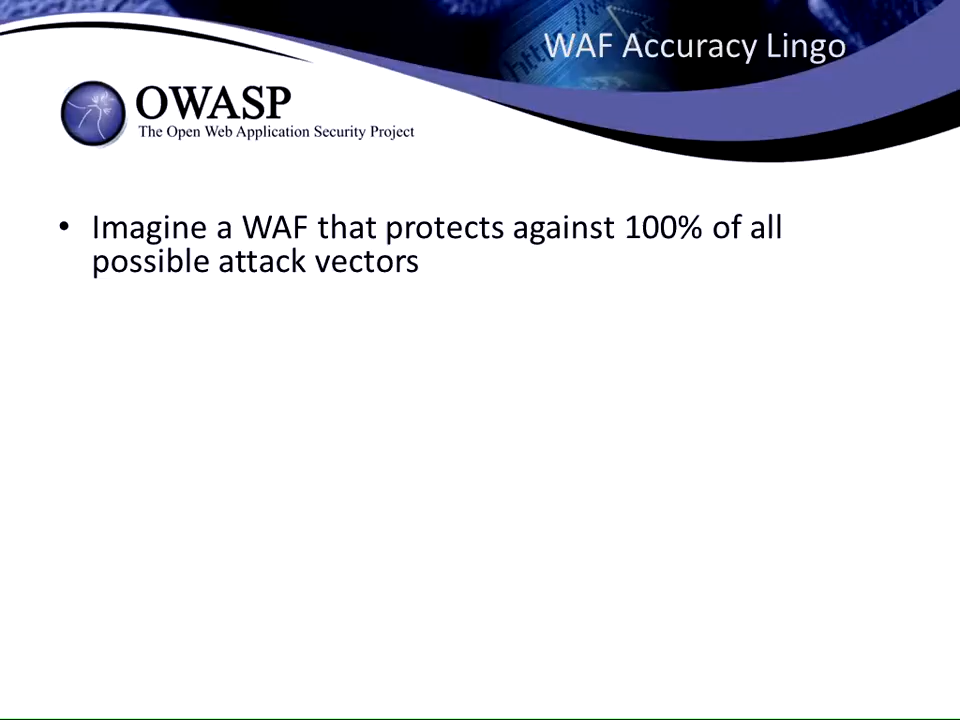 WAF Accuracy Lingo
OWASP
The Open Web Application Security Project
• Imagine a WAF that protects against 100% of all
possible attack vectors